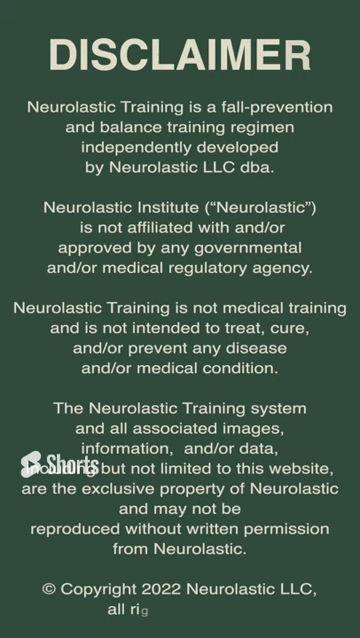 DISCLAIMER
Neurolastic Training is a fall-prevention
and balance training regimen
independently developed
by Neurolastic LLC dba.
Neurolastic Institute (“Neurolastic”)
is not affiliated with and/or
approved by any governmental
and/or medical regulatory agency.
Neurolastic Training is not medical training
and is not intended to treat, cure,
and/or prevent any disease
and/or medical condition.
The Neurolastic Training system
and all associated images,
information, and/or data,
Shorts
including but not limited to this website,
are the exclusive property of Neurolastic
and may not be
reproduced without written permission
from Neurolastic.
© Copyright 2022 Neurolastic LLC,
all rig